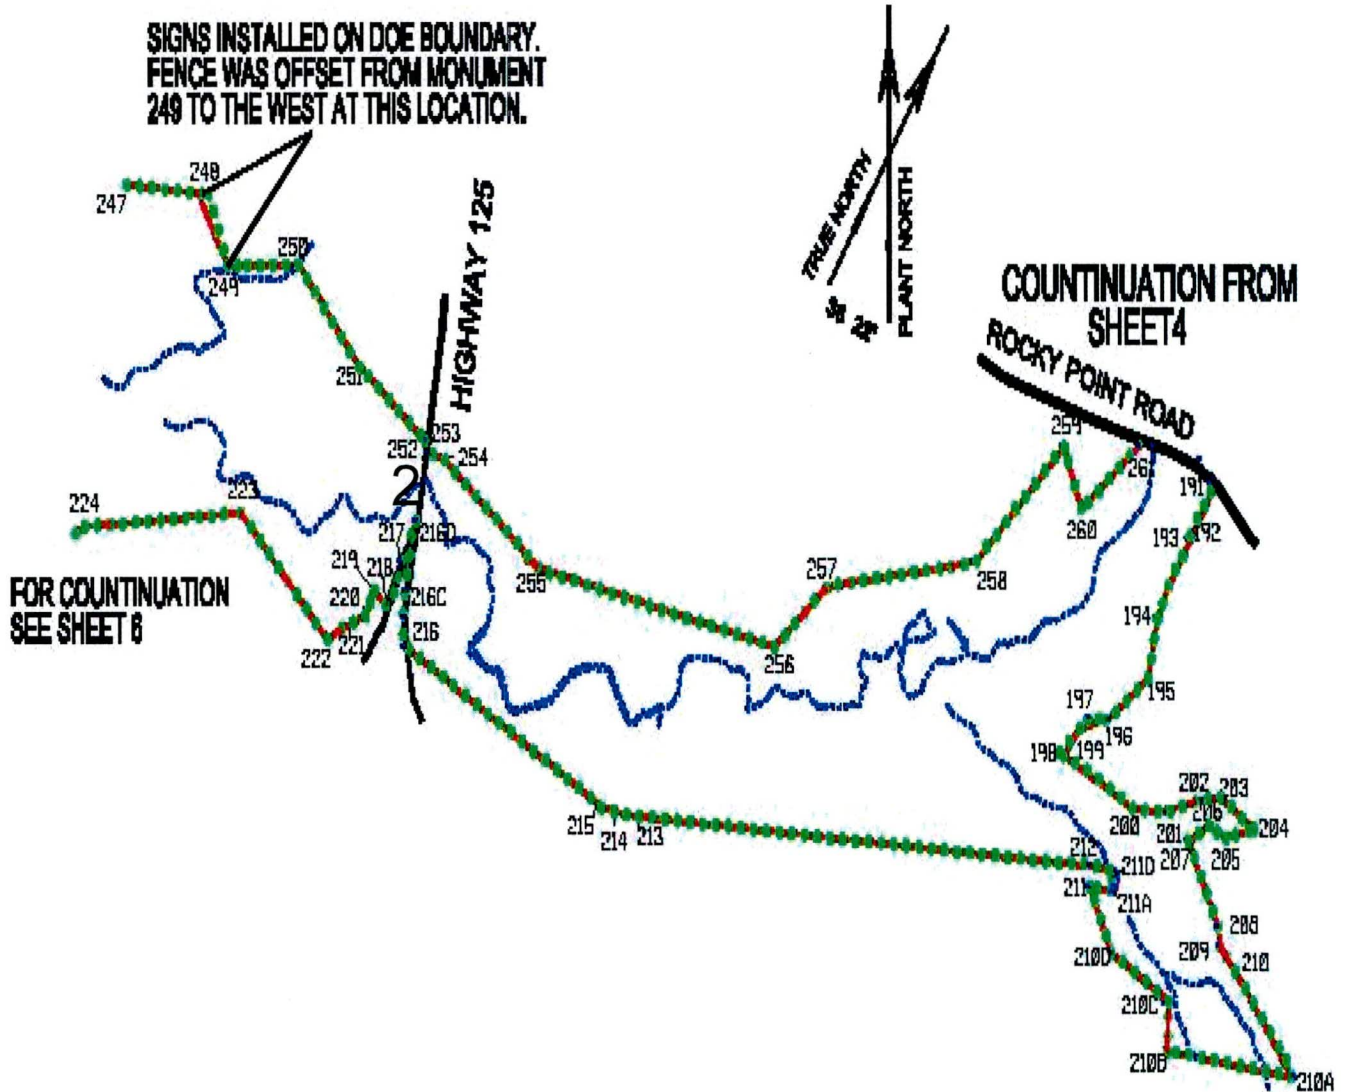 SIGNS INSTALLED ON DOE BOUNDARY.
FENCE WAS OFFSET FROM MONUMENT
249 TO THE WEST AT THIS LOCATION.
248
247
250
249
HIGHWAY 125
TRUE NORTH
PLANT NORTH
COUNTINUATION FROM
SHEET4
ROCKY POINT ROAD
251
253
252
254
2
259
261
191
260
192
193
223
224
217
216D
219
218
255
257
258
FOR COUNTINUATION
SEE SHEET 6
220
216C
194
221
216
222
256
195
197
196
198
199
202
203
206
215
214
213
200
201
204
212
207
205
211D
211
211A
208
210D
209
210
210C
210B
210A